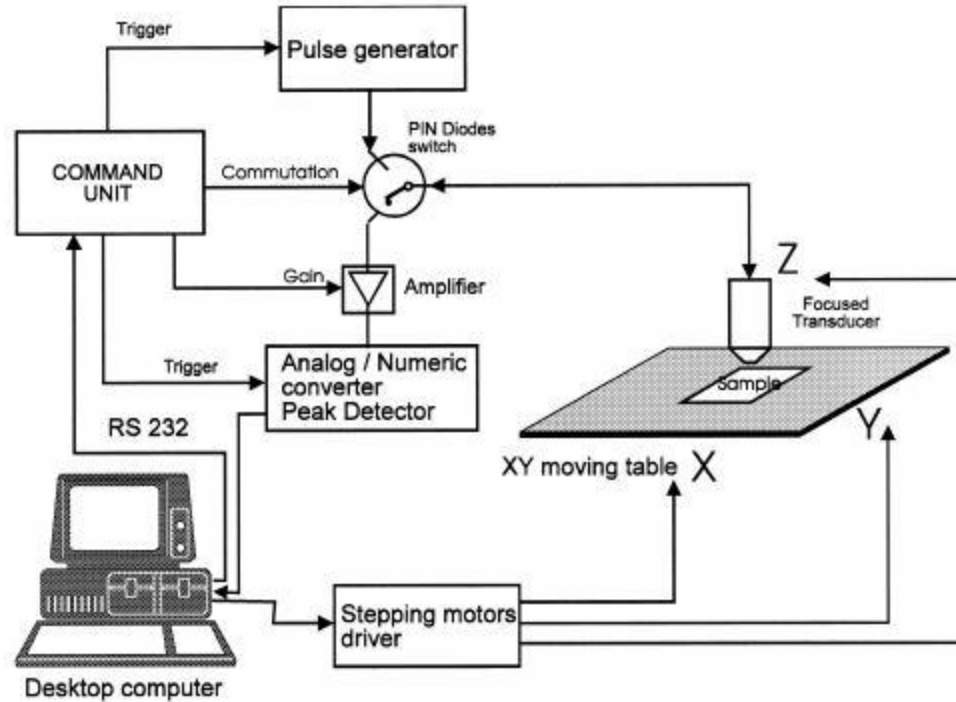 Trigger
Pulse generator
PIN Diodes
switch
COMMAND
UNIT
Commutation
Gain
Amplifier
Z
Focused
Transducer
Trigger
Analog / Numeric
converter
Peak Detector
Sample
RS 232
Y
XY moving table X
Stepping motors
driver
Desktop computer